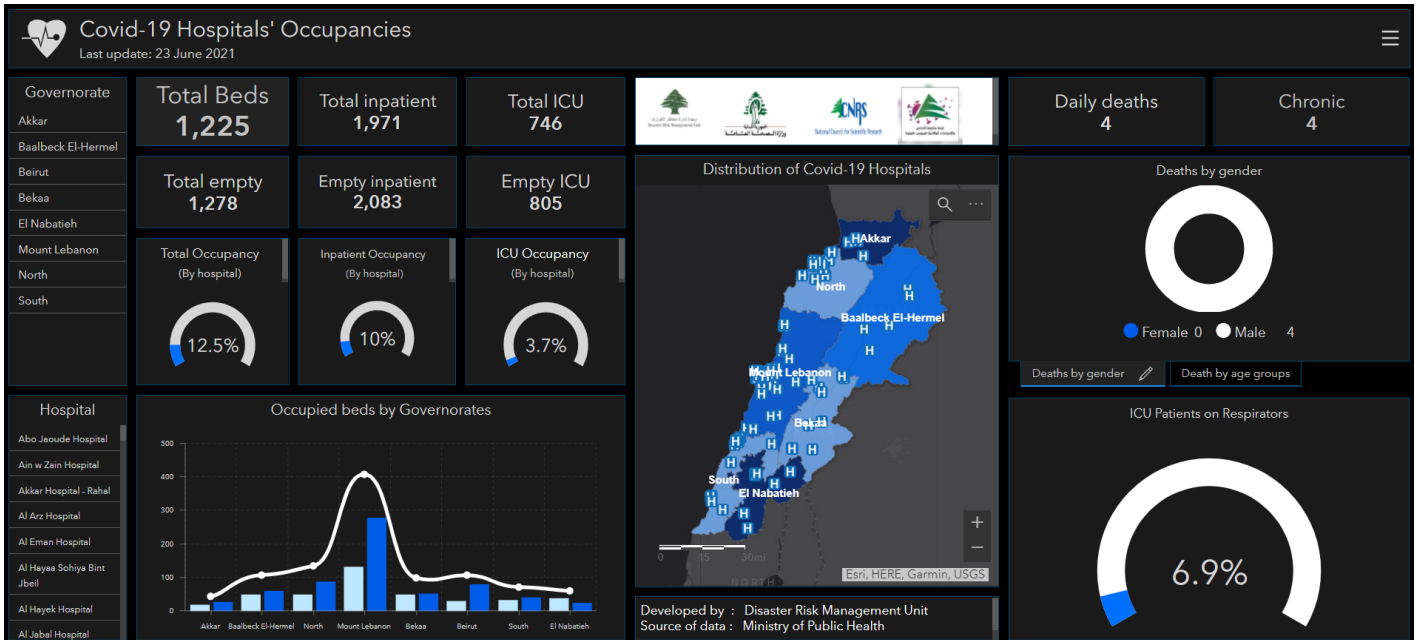 Covid-19 Hospitals' Occupancies
Last update: 23 June 2021
Governorate
Akkar
Baalbeck El-Hermel
Beirut
Bekaa
El Nabatieh
Mount Lebanon
North
South
Total Beds
1,225
Total inpatient
1,971
Total ICU
746
Total empty
1,278
Empty inpatient
2,083
Empty ICU
805
Total Occupancy
(By hospital)
12.5%
Inpatient Occupancy
(By hospital)
10%
ICU Occupancy
(By hospital)
3.7%
Hospital
Abo Jaoude Hospital
Ain w Zain Hospital
Akkar Hospital - Rahal
Al Arz Hospital
Al Eman Hospital
Al Hayaa Sohiya Bint
Jbeil
Al Hayek Hospital
Al Jabal Hospital
Occupied beds by Governorates
500
400
300
200
100
0
Akkar Baalbeck El-Hermel North Mount Lebanon Bekaa Beirut South El Nabatieh
Disaster Risk Management Unit
CNRS
National Council for Scientific Research
Distribution of Covid-19 Hospitals
H H Akkar
H H
H H H
H H H
North
H
H
Baalbeck El-Hermel
H H
H
H
H
H
Mount Lebanon
H H H
H H H
H
H H
Bekaa
H H
H
H H H
H
H H
South
H
El Nabatieh
H
H
H
H
H
0 15 30mi
NORTH
Esri, HERE, Garmin, USGS
+
−
Developed by : Disaster Risk Management Unit
Source of data : Ministry of Public Health
Daily deaths
4
Chronic
4
Deaths by gender
Female 0 Male 4
Deaths by gender
Death by age groups
ICU Patients on Respirators
6.9%